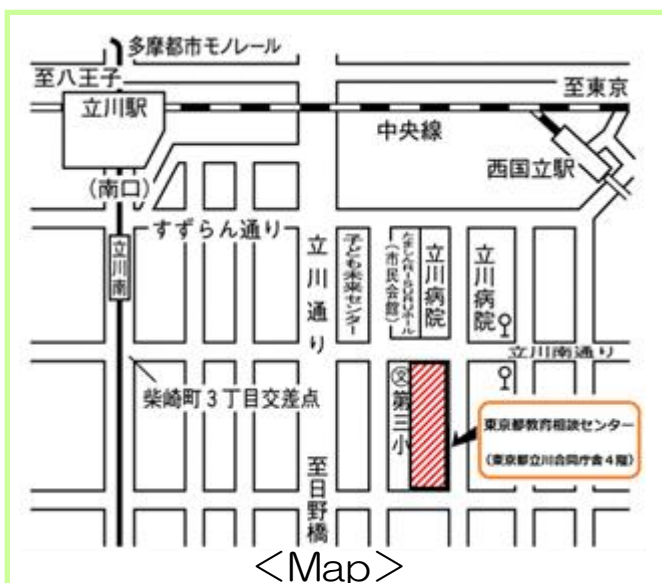 多摩都市モノレール
至八王子
至東京
立川駅
中央線
西国立駅
(南口)
すずらん通り
立川南
立川通り
子ども未来センター
たましんRISURUホール
(市民会館)
立川病院
立川病院
立川南通り
柴崎町3丁目交差点
文
第三小
東京都教育相談センター
(東京都立川合同庁舎4階)
至日野橋
<Map>